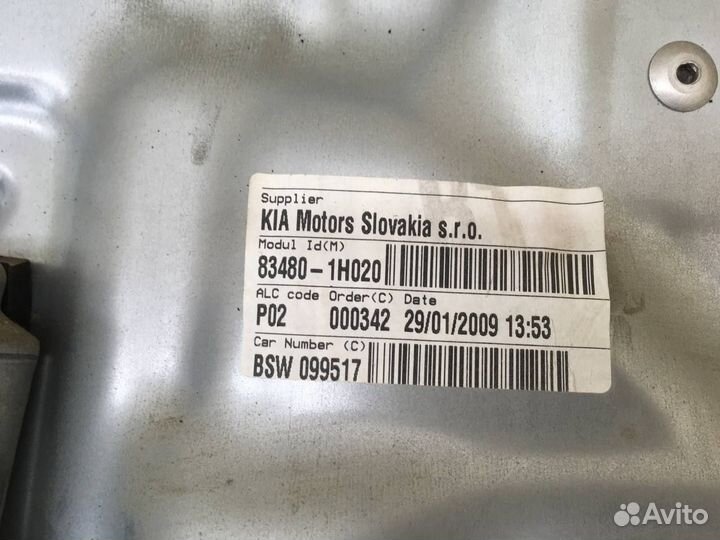 Supplier
KIA Motors Slovakia s.r.o.
Modul Id(M)
83480-1H020
ALC code Order(C) Date
P02 000342 29/01/2009 13:53
Car Number (C)
BSW 099517
Avito